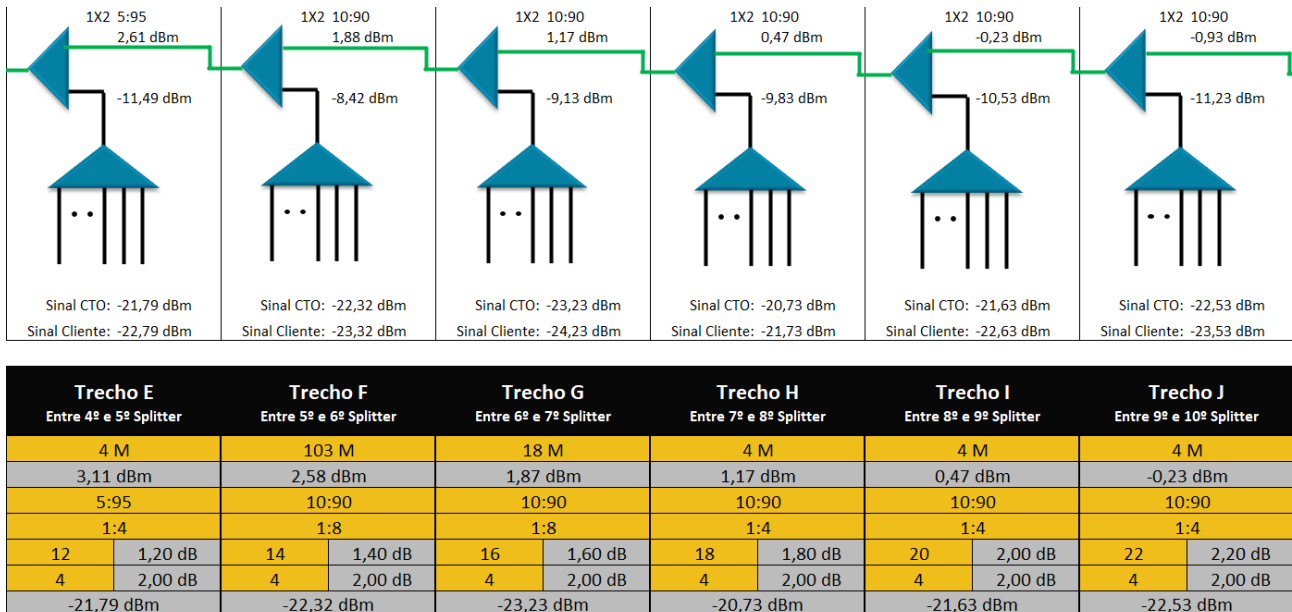 1X2 5:95 1X2 10:90 1X2 10:90 1X2 10:90 1X2 10:90 1X2 10:90
2,61 dBm 1,88 dBm 1,17 dBm 0,47 dBm -0,23 dBm -0,93 dBm
-11,49 dBm -8,42 dBm -9,13 dBm -9,83 dBm -10,53 dBm -11,23 dBm
Sinal CTO: -21,79 dBm Sinal CTO: -22,32 dBm Sinal CTO: -23,23 dBm Sinal CTO: -20,73 dBm Sinal CTO: -21,63 dBm Sinal CTO: -22,53 dBm
Sinal Cliente: -22,79 dBm Sinal Cliente: -23,32 dBm Sinal Cliente: -24,23 dBm Sinal Cliente: -21,73 dBm Sinal Cliente: -22,63 dBm Sinal Cliente: -23,53 dBm
Trecho E Trecho F Trecho G Trecho H Trecho I Trecho J
Entre 4º e 5º Splitter Entre 5º e 6º Splitter Entre 6º e 7º Splitter Entre 7º e 8º Splitter Entre 8º e 9º Splitter Entre 9º e 10º Splitter
4 M 103 M 18 M 4 M 4 M 4 M
3,11 dBm 2,58 dBm 1,87 dBm 1,17 dBm 0,47 dBm -0,23 dBm
5:95 10:90 10:90 10:90 10:90 10:90
1:4 1:8 1:8 1:4 1:4 1:4
12 1,20 dB 14 1,40 dB 16 1,60 dB 18 1,80 dB 20 2,00 dB 22 2,20 dB
4 2,00 dB 4 2,00 dB 4 2,00 dB 4 2,00 dB 4 2,00 dB 4 2,00 dB
-21,79 dBm -22,32 dBm -23,23 dBm -20,73 dBm -21,63 dBm -22,53 dBm